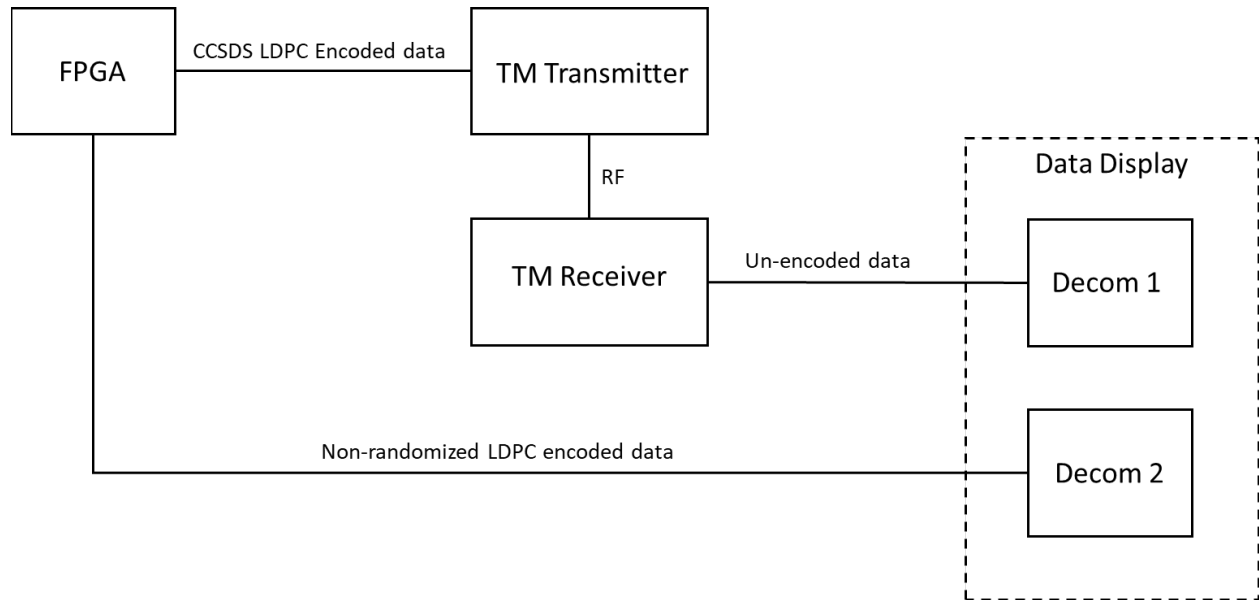 FPGA
CCSDS LDPC Encoded data
TM Transmitter
RF
Data Display
TM Receiver
Un-encoded data
Decom 1
Non-randomized LDPC encoded data
Decom 2